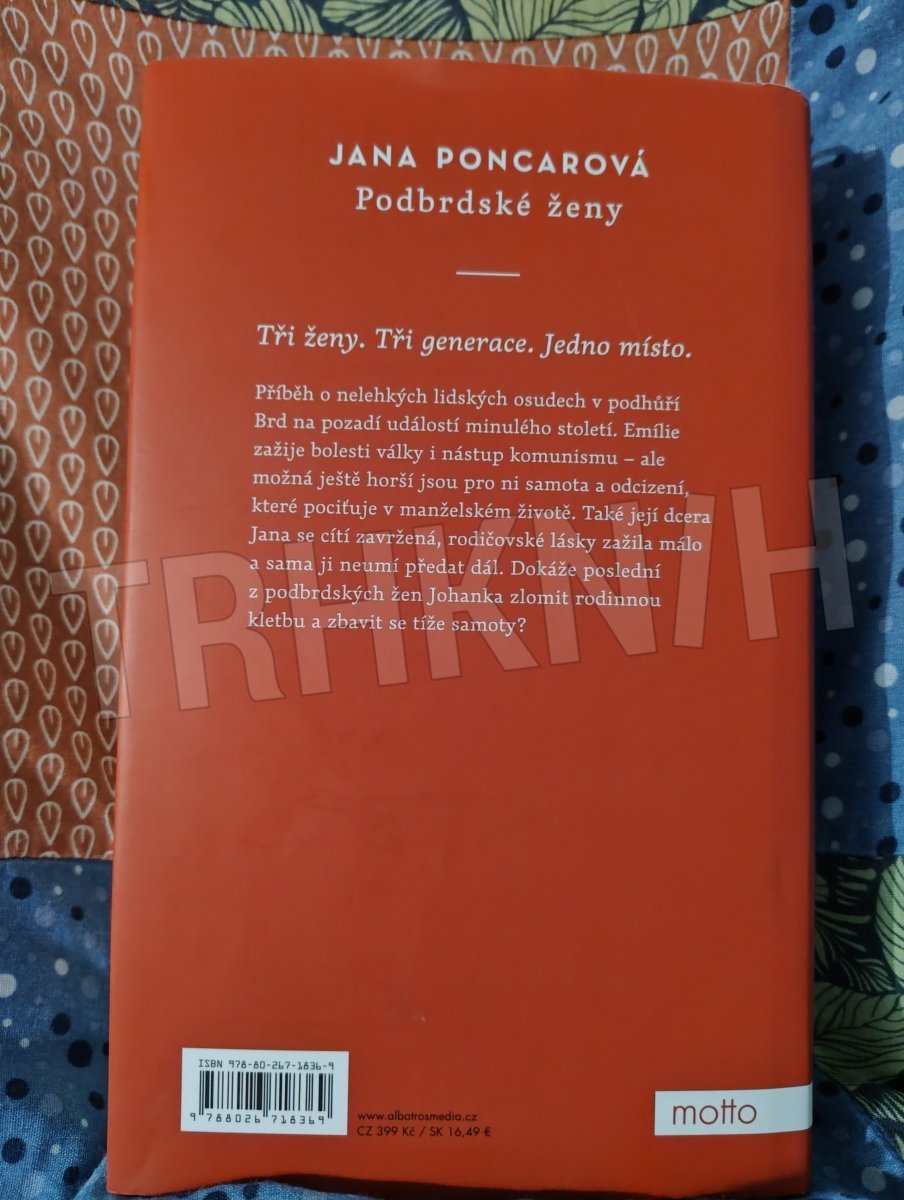 JANA PONCAROVÁ
Podbrdské ženy
Tři ženy. Tři generace. Jedno místo.
Příběh o nelehkých lidských osudech v podhůří
Brd na pozadí událostí minulého století. Emílie
zažije bolesti války i nástup komunismu – ale
možná ještě horší jsou pro ni samota a odcizení,
které pociťuje v manželském životě. Také její dcera
Jana se cítí zavržená, rodičovské lásky zažila málo
a sama ji neumí předat dál. Dokáže poslední
z podbrdských žen Johanka zlomit rodinnou
kletbu a zbavit se tíže samoty?
TRHKNIH
ISBN 978-80-267-1836-9
9 788026 718369
www.albatrosmedia.cz
CZ 399 Kč / SK 16,49 €
motto